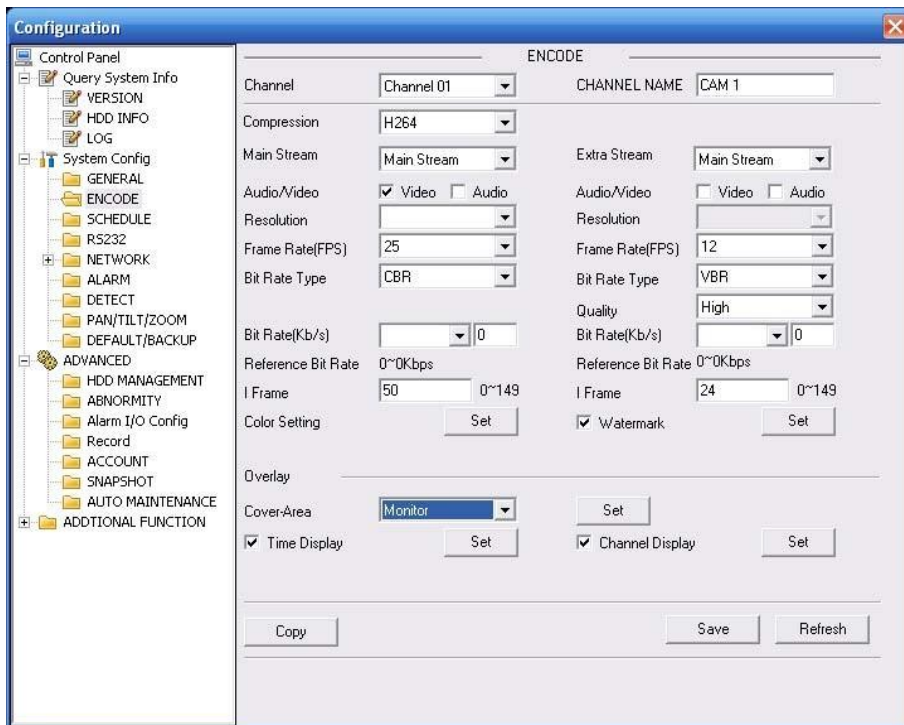 Configuration
Control Panel
Query System Info
VERSION
HDD INFO
LOG
System Config
GENERAL
ENCODE
SCHEDULE
RS232
NETWORK
ALARM
DETECT
PAN/TILT/ZOOM
DEFAULT/BACKUP
ADVANCED
HDD MANAGEMENT
ABNORMITY
Alarm I/O Config
Record
ACCOUNT
SNAPSHOT
AUTO MAINTENANCE
ADDTIONAL FUNCTION
ENCODE
Channel Channel 01 CHANNEL NAME CAM 1
Compression H264
Main Stream Main Stream Extra Stream Main Stream
Audio/Video Video Audio Audio/Video Video Audio
Resolution Resolution
Frame Rate(FPS) 25 Frame Rate(FPS) 12
Bit Rate Type CBR Bit Rate Type VBR
Quality High
Bit Rate(Kb/s) 0 Bit Rate(Kb/s) 0
Reference Bit Rate 0~0Kbps Reference Bit Rate 0~0Kbps
I Frame 50 0~149 I Frame 24 0~149
Color Setting Set Watermark Set
Overlay
Cover-Area Monitor Set
Time Display Set Channel Display Set
Copy Save Refresh